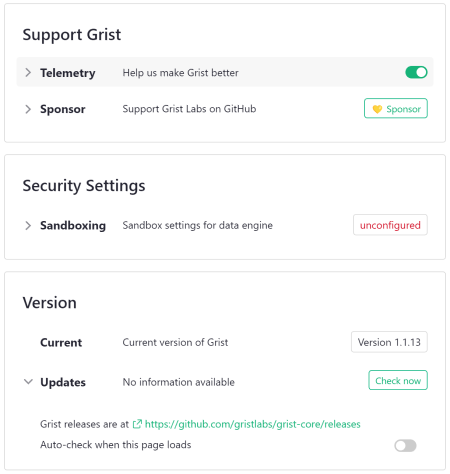 Support Grist
Telemetry Help us make Grist better
Sponsor Support Grist Labs on GitHub 💛 Sponsor
Security Settings
Sandboxing Sandbox settings for data engine unconfigured
Version
Current Current version of Grist Version 1.1.13
Updates No information available Check now
Grist releases are at https://github.com/gristlabs/grist-core/releases
Auto-check when this page loads